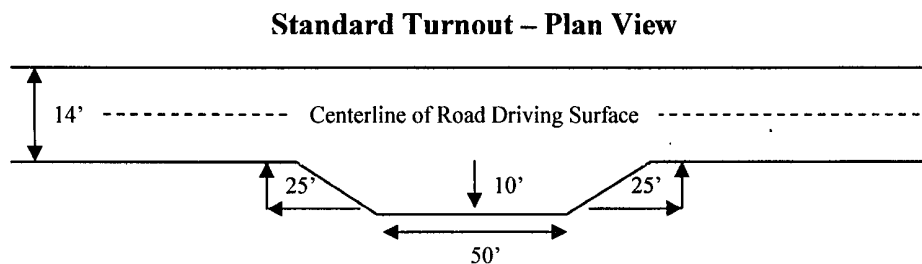 Standard Turnout – Plan View
14’
Centerline of Road Driving Surface
25’
10’
25’
50’